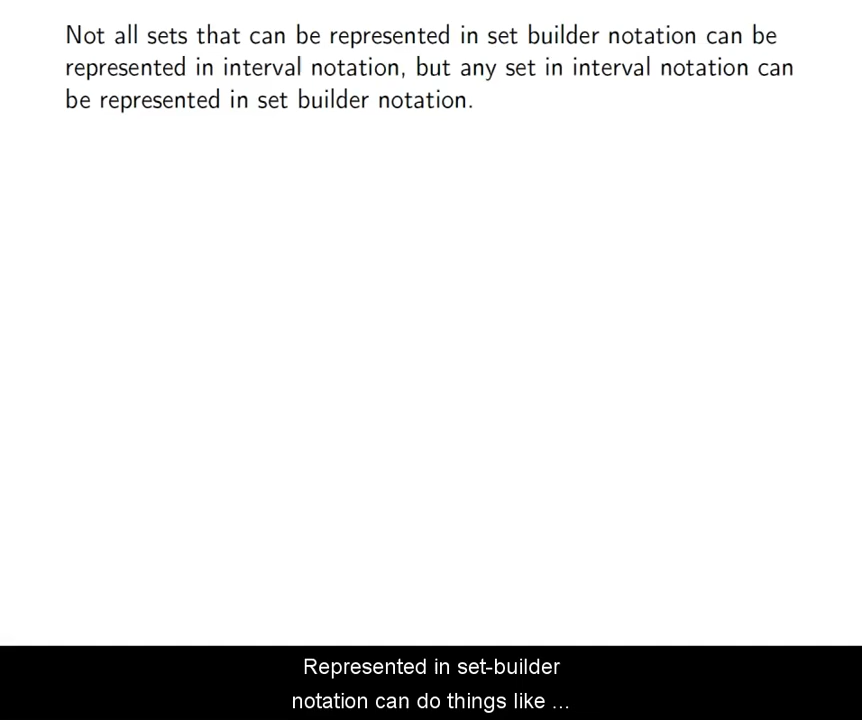 Not all sets that can be represented in set builder notation can be
represented in interval notation, but any set in interval notation can
be represented in set builder notation.
Represented in set-builder
notation can do things like ...